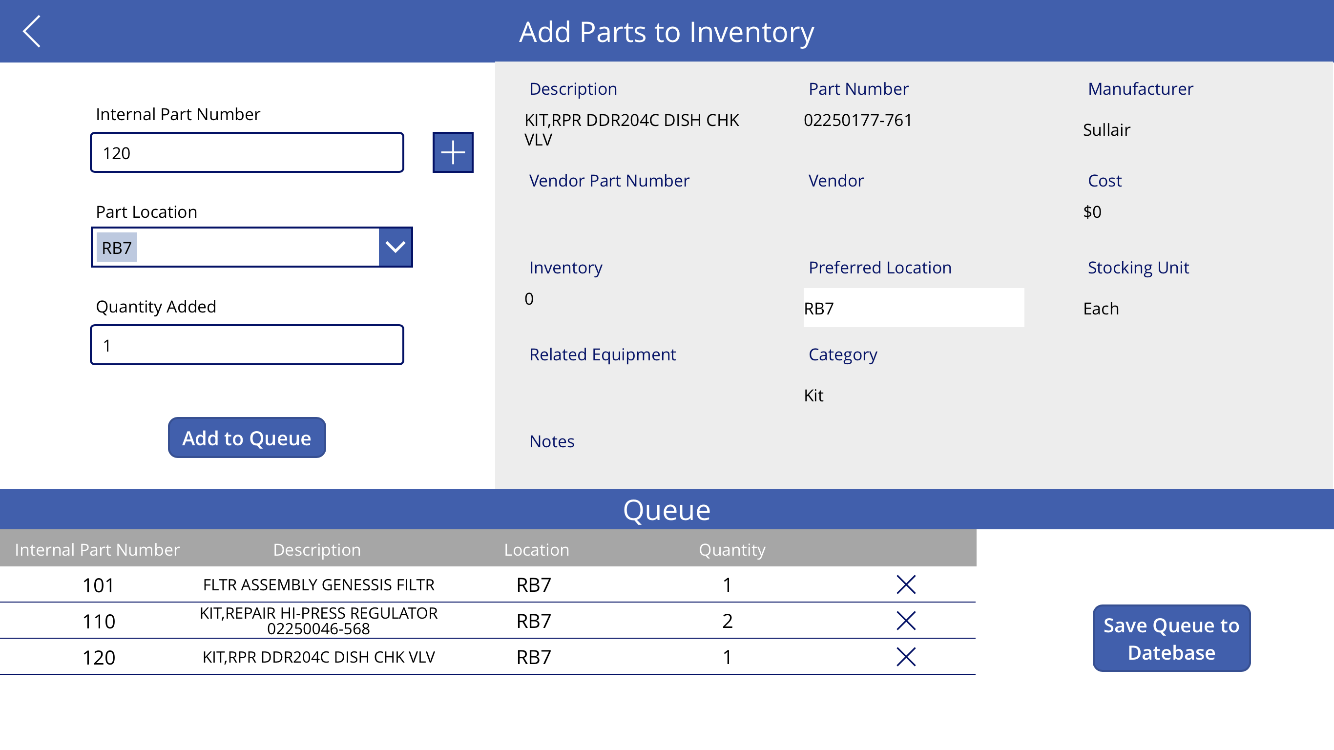 Add Parts to Inventory
Internal Part Number
120
Part Location
RB7
Quantity Added
1
Add to Queue
Description
KIT,RPR DDR204C DISH CHK
VLV
Part Number
02250177-761
Manufacturer
Sullair
Vendor Part Number
Vendor
Cost
$0
Inventory
0
Preferred Location
RB7
Stocking Unit
Each
Related Equipment
Category
Kit
Notes
Queue
Internal Part Number Description Location Quantity
101 FLTR ASSEMBLY GENESSIS FILTR RB7 1
110 KIT,REPAIR HI-PRESS REGULATOR
02250046-568 RB7 2
120 KIT,RPR DDR204C DISH CHK VLV RB7 1
Save Queue to
Datebase